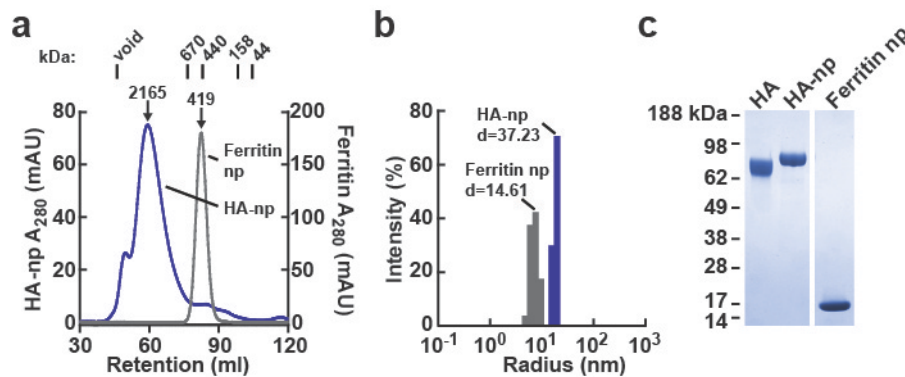 a
kDa:
void
670
440
158
44
2165
419
80
60
40
20
0
HA-np A280 (mAU)
200
150
100
50
0
Ferritin A280 (mAU)
Ferritin
np
HA-np
30 60 90 120
Retention (ml)
b
80
60
40
20
0
Intensity (%)
HA-np
d=37.23
Ferritin np
d=14.61
10-1 100 101 102 103
Radius (nm)
c
HA
HA-np
Ferritin np
188 kDa
98
62
49
38
28
17
14